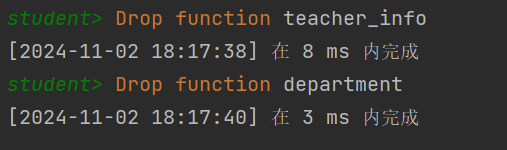 student> Drop function teacher_info
[2024-11-02 18:17:38] 在 8 ms 内完成
student> Drop function department
[2024-11-02 18:17:40] 在 3 ms 内完成